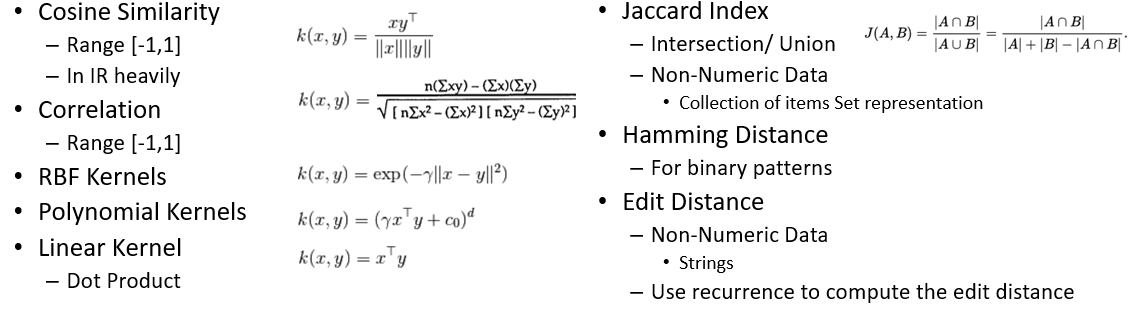 • Cosine Similarity
– Range [-1,1]
– In IR heavily
• Correlation
– Range [-1,1]
• RBF Kernels
• Polynomial Kernels
• Linear Kernel
– Dot Product
k(x, y) = xy⊤ / ||x||||y||
k(x, y) = n(Σxy) – (Σx)(Σy) / √[ nΣx² – (Σx)² ] [ nΣy² – (Σy)² ]
k(x, y) = exp(−γ||x − y||²)
k(x, y) = (γx⊤y + c₀)ᵈ
k(x, y) = x⊤y
• Jaccard Index
– Intersection/ Union
– Non-Numeric Data
• Collection of items Set representation
J(A, B) = |A ∩ B| / |A ∪ B| = |A ∩ B| / |A| + |B| − |A ∩ B|.
• Hamming Distance
– For binary patterns
• Edit Distance
– Non-Numeric Data
• Strings
– Use recurrence to compute the edit distance